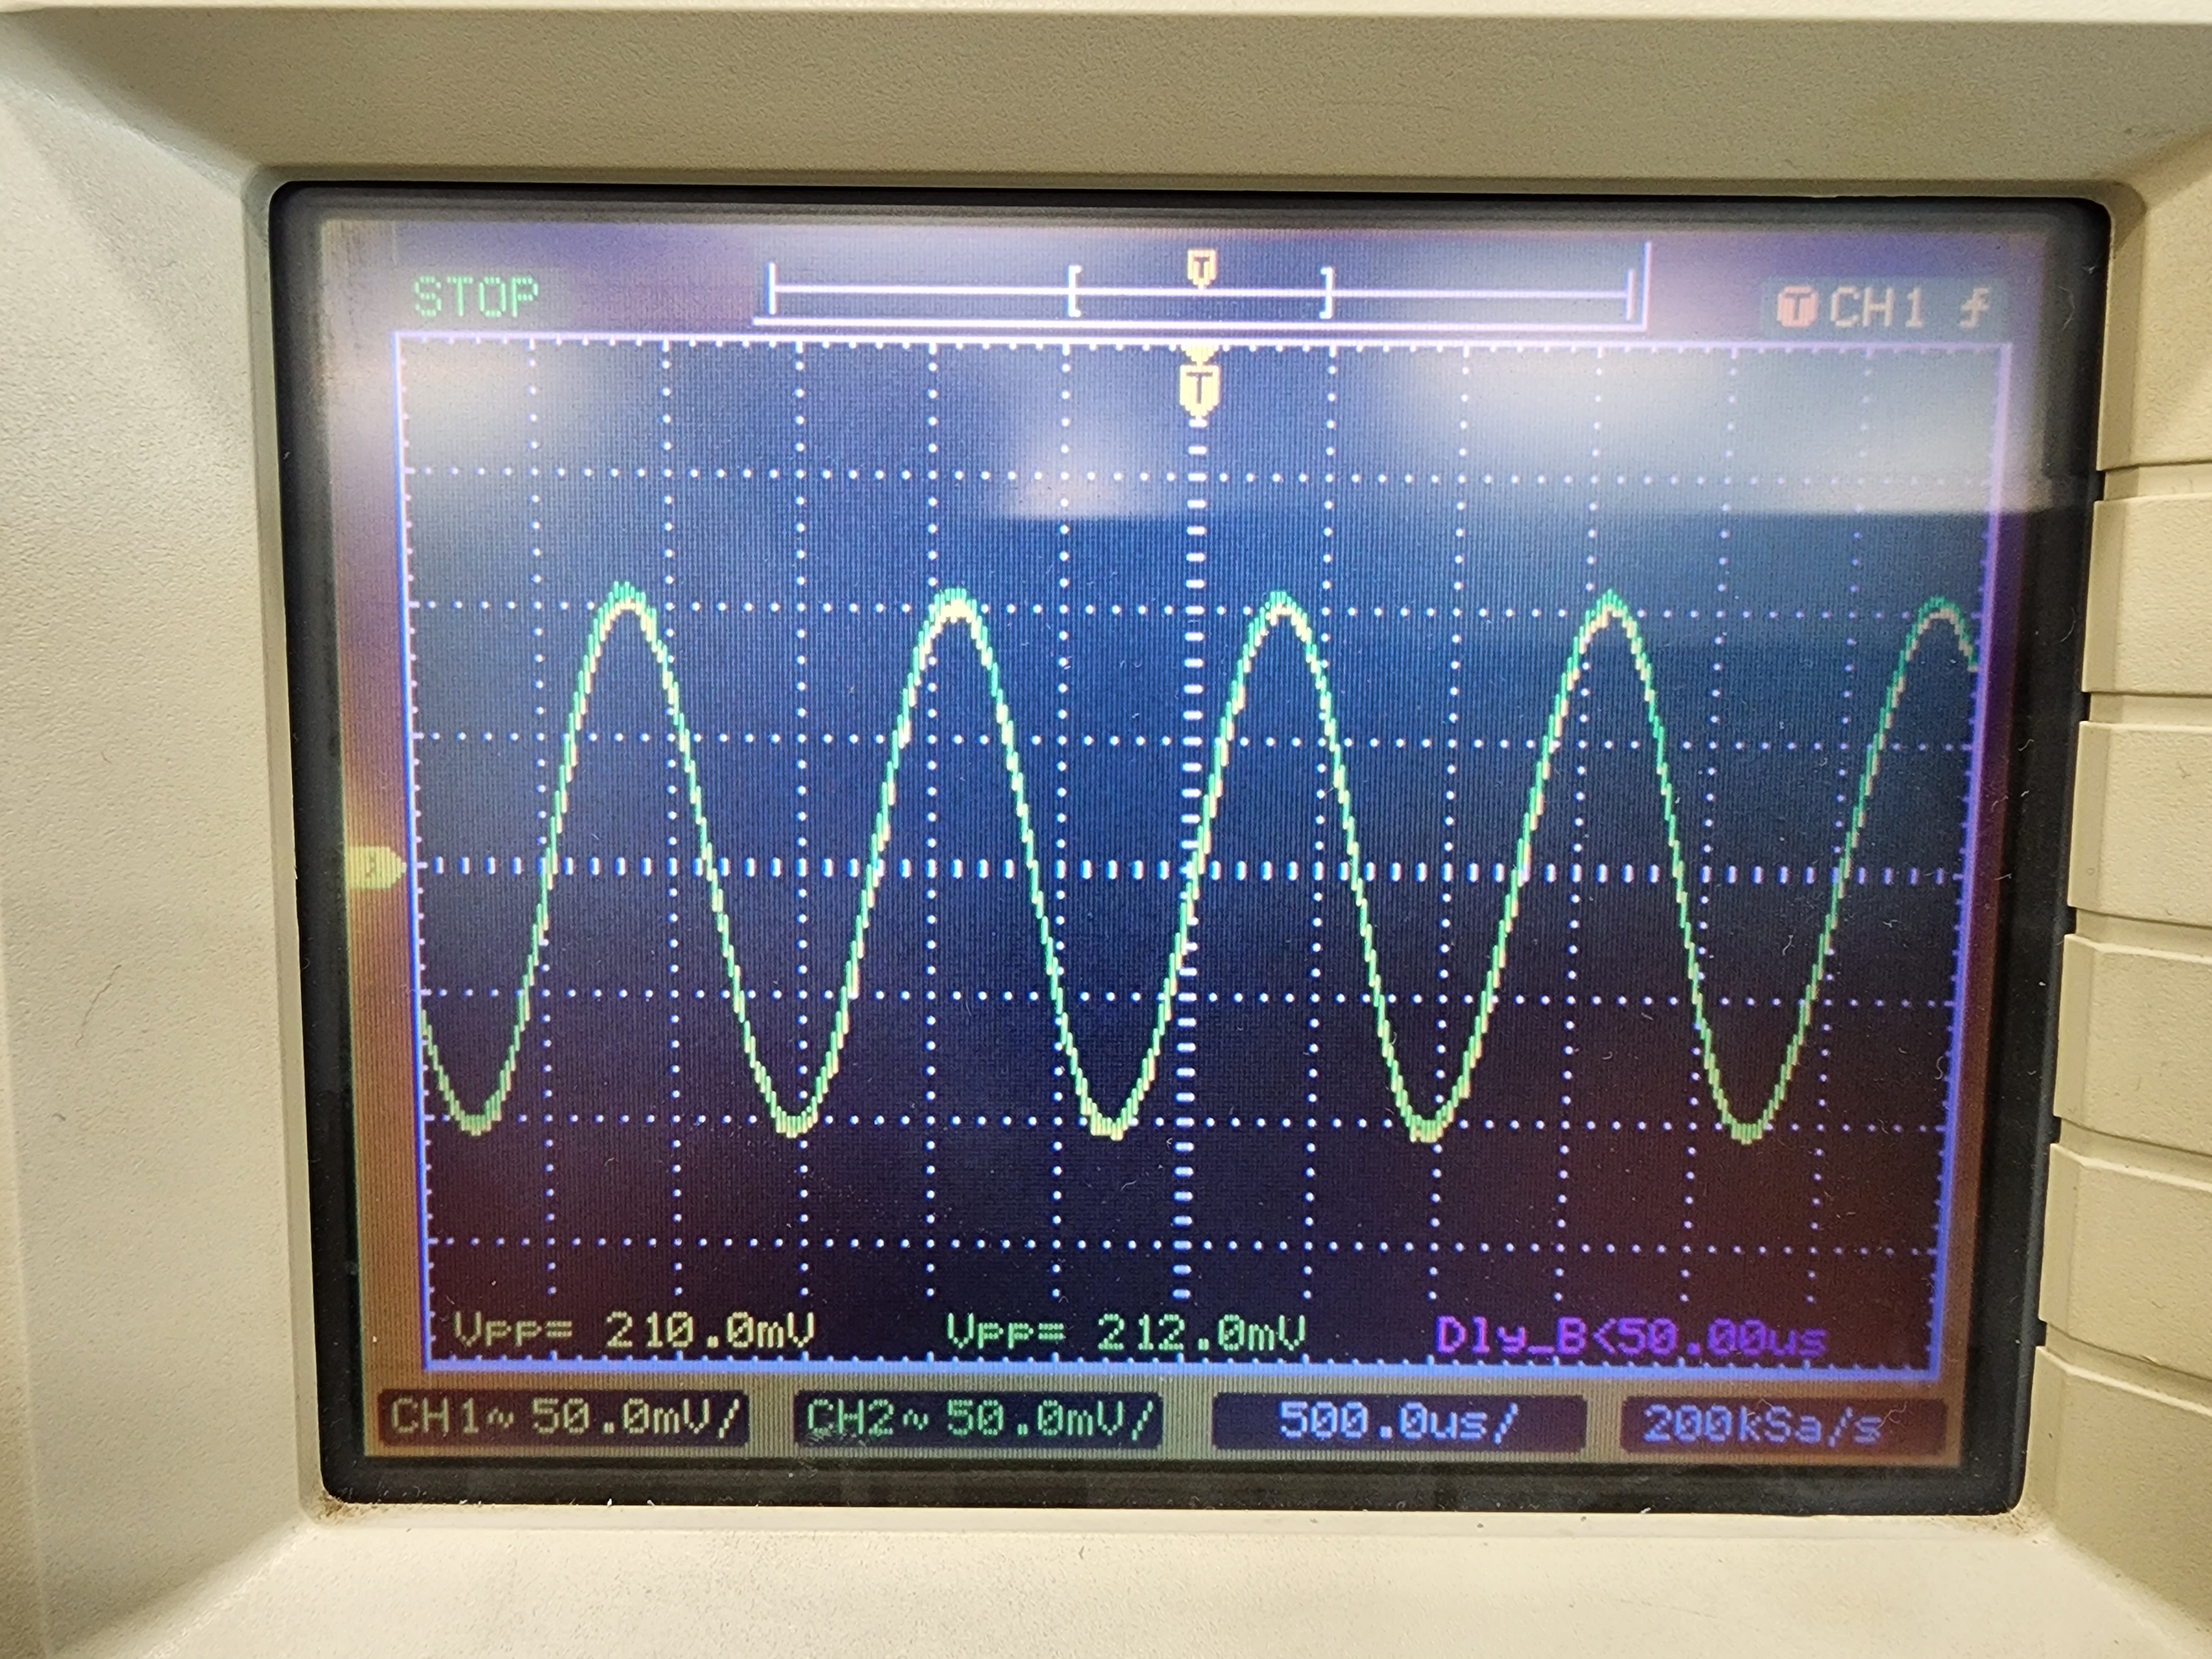 STOP
T
T CH1
T
Vpp= 210.0mV Vpp= 212.0mV Dly_B<50.00us
CH1~ 50.0mV/ CH2~ 50.0mV/ 500.0us/ 200kSa/s